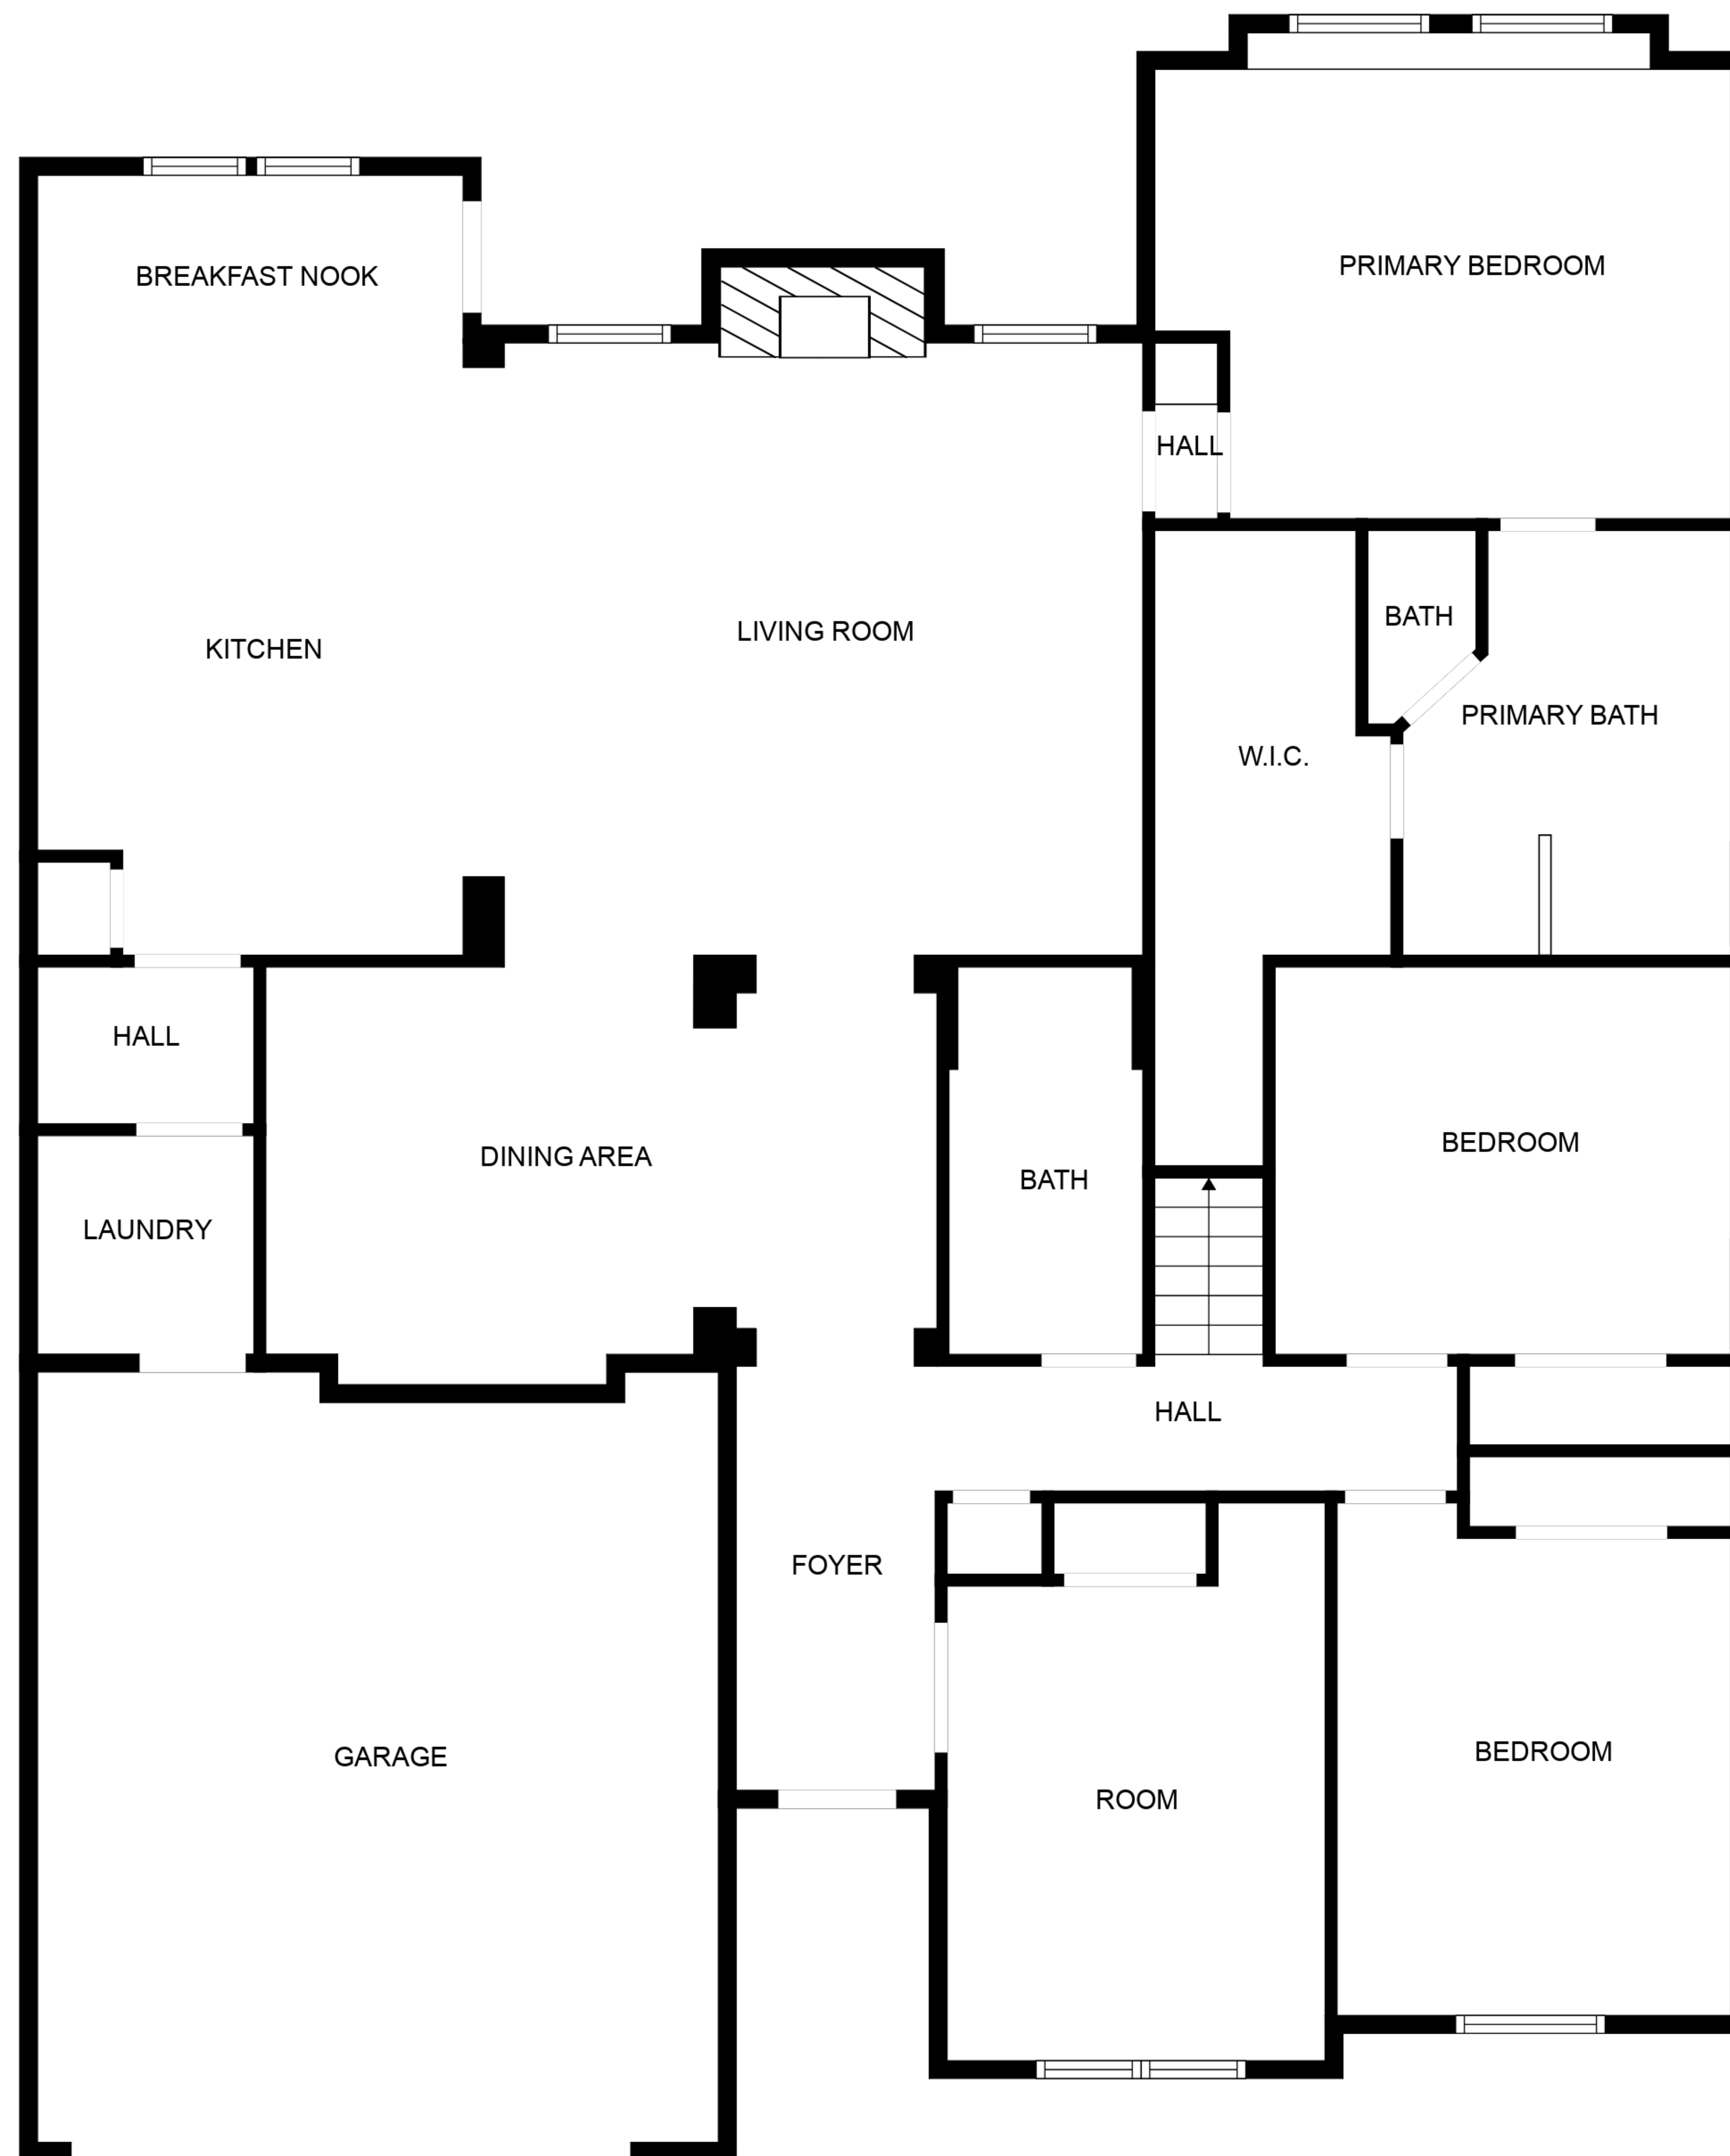 PRIMARY BEDROOM
BREAKFAST NOOK
HALL
BATH
LIVING ROOM
KITCHEN
PRIMARY BATH
W.I.C.
HALL
BEDROOM
DINING AREA
BATH
LAUNDRY
HALL
FOYER
BEDROOM
GARAGE
ROOM